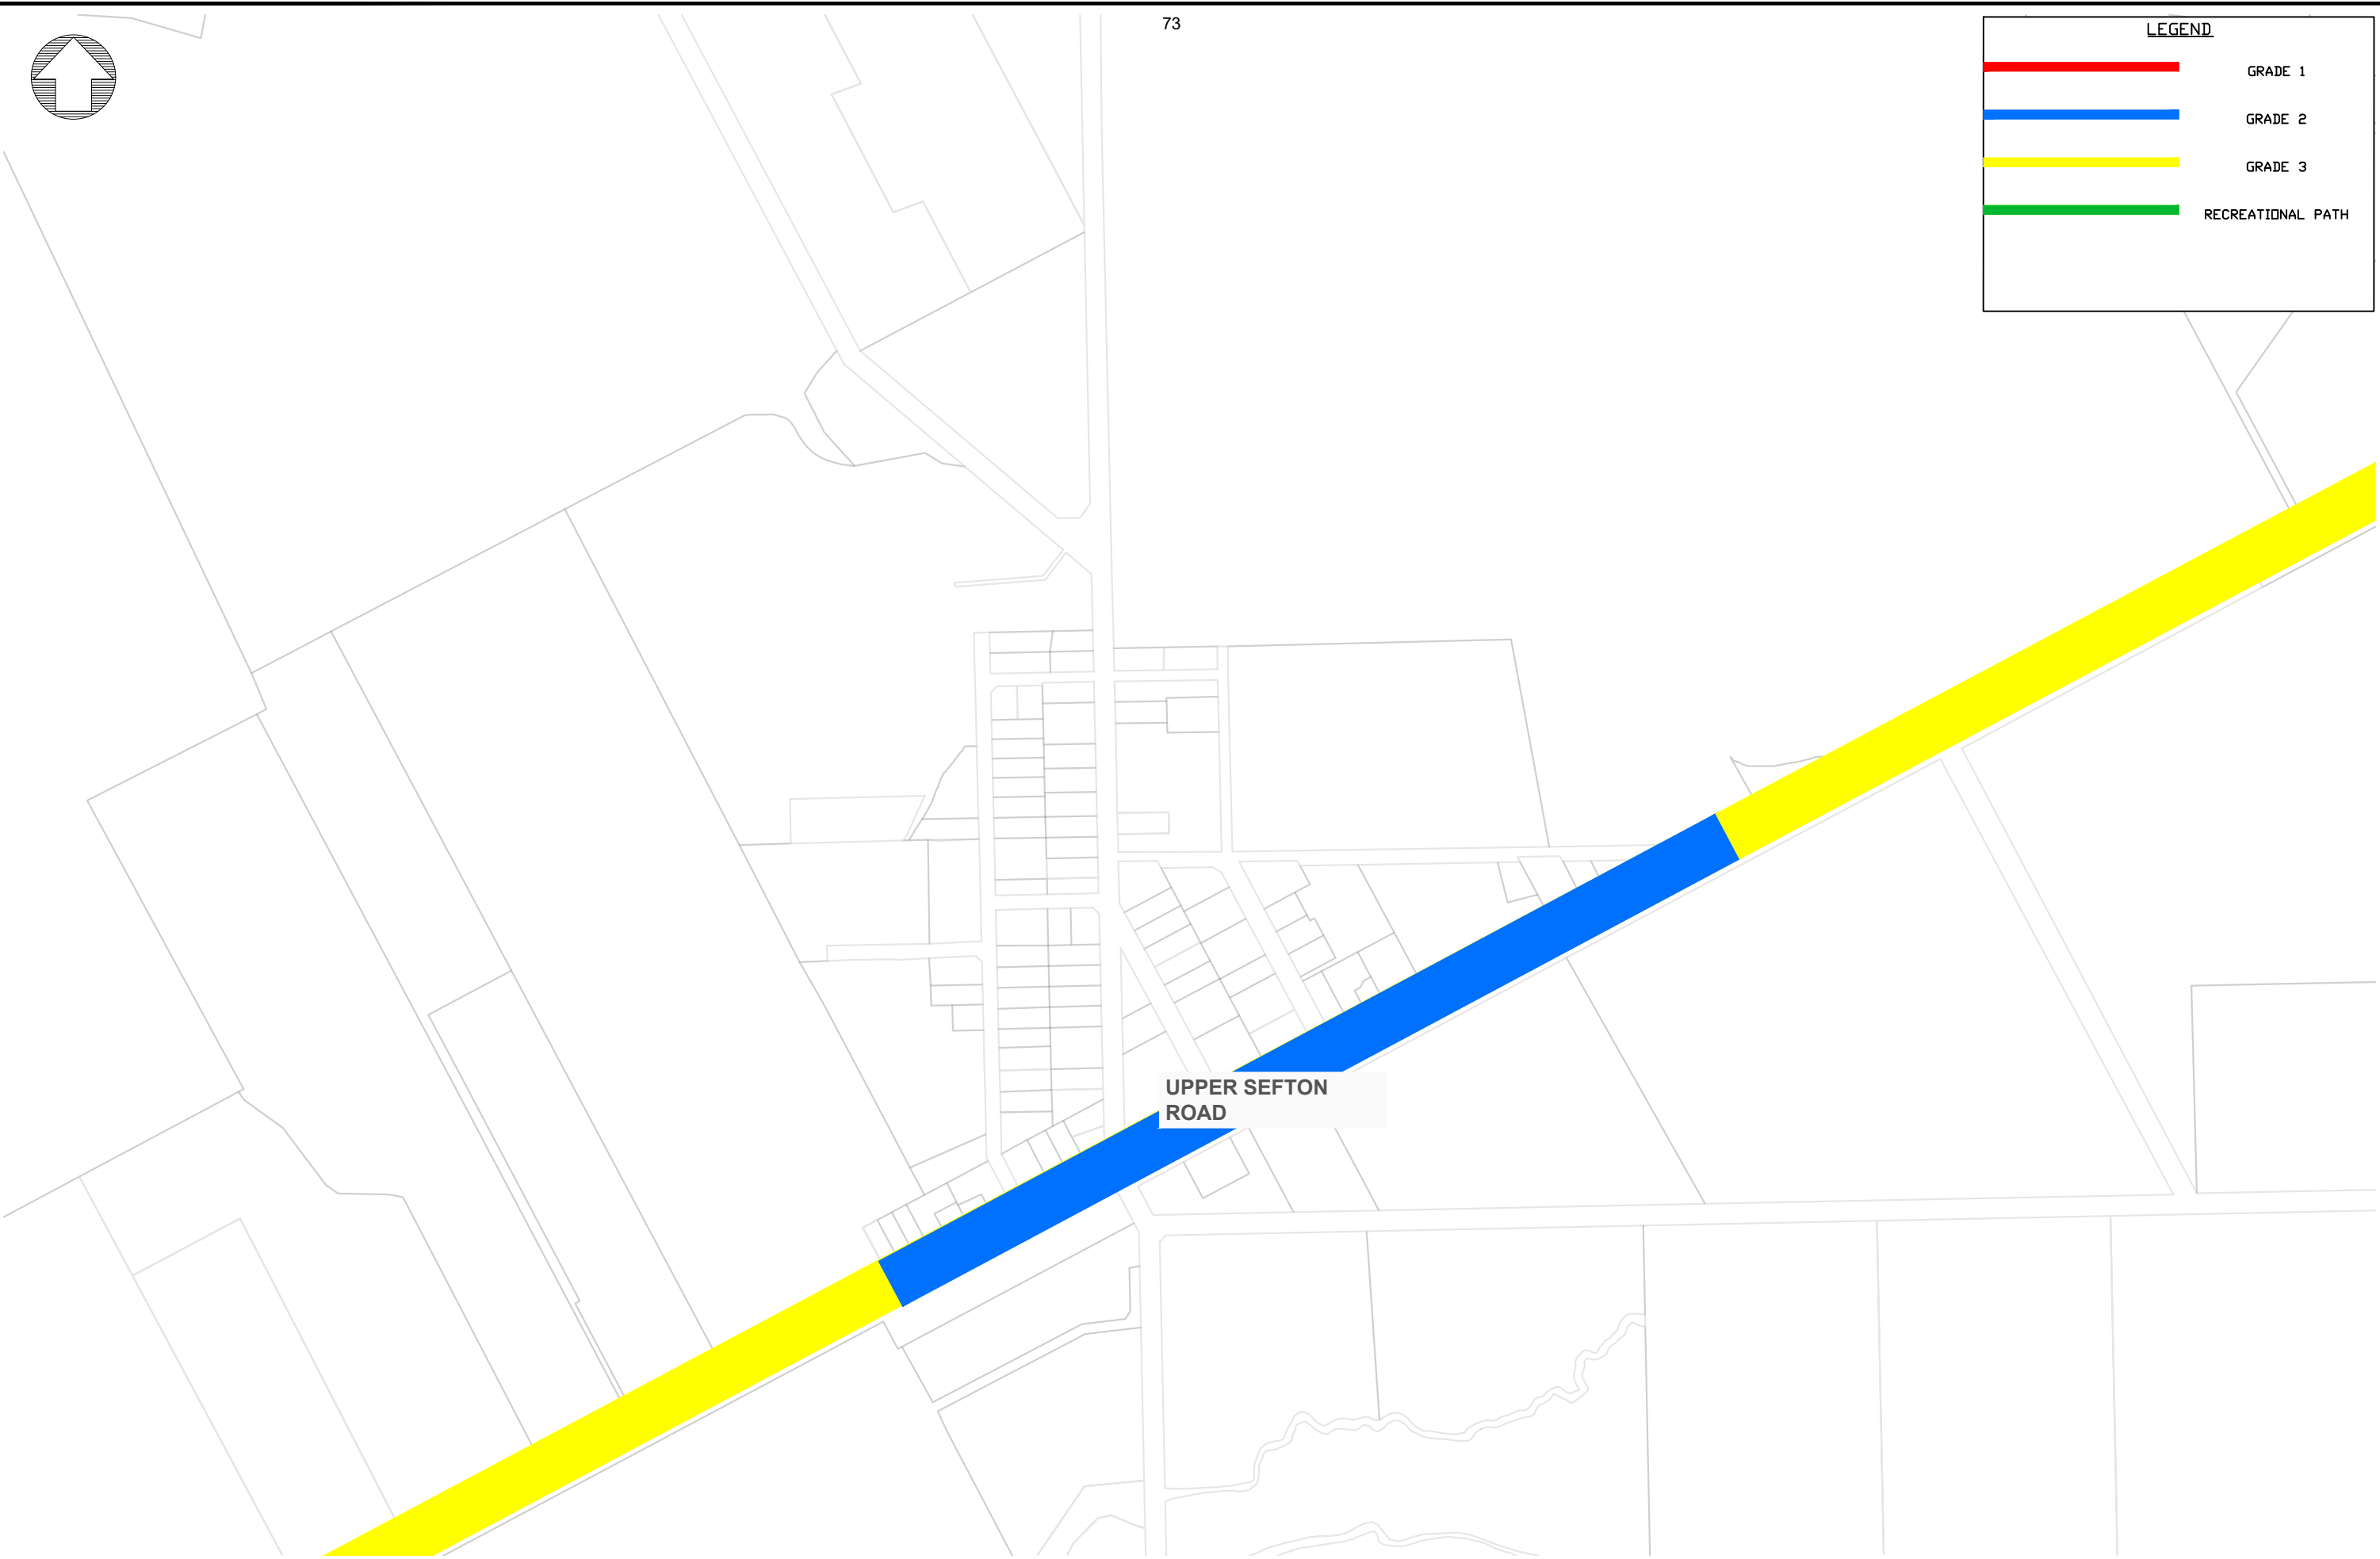 73
LEGEND
GRADE 1
GRADE 2
GRADE 3
RECREATIONAL PATH
UPPER SEFTON
ROAD